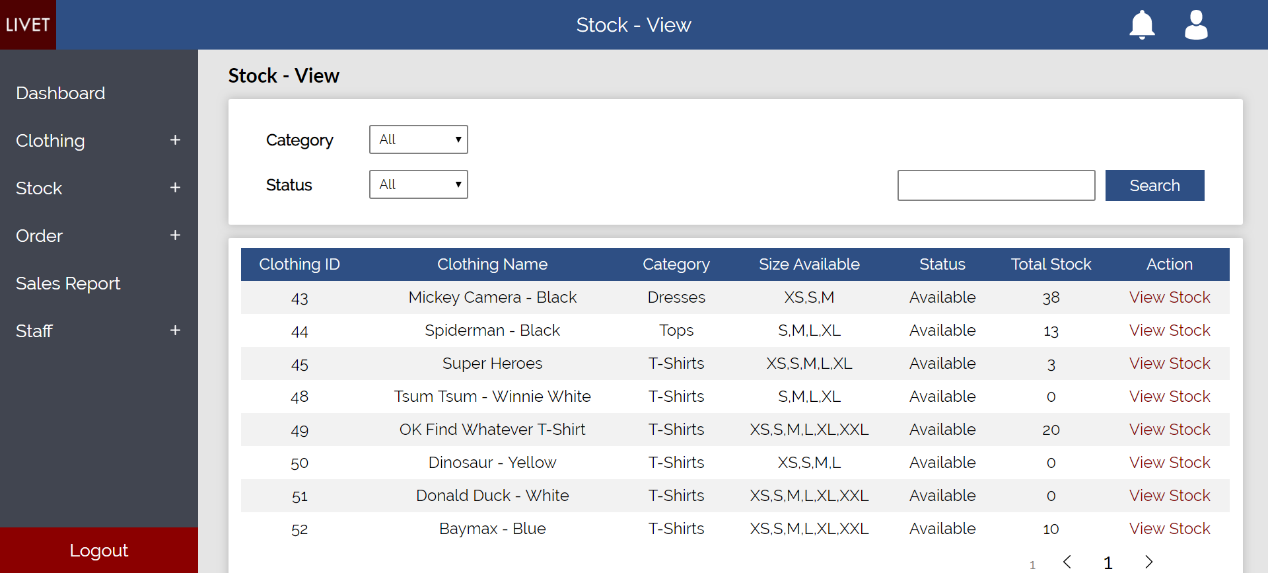 LIVET
Stock - View
Dashboard
Clothing +
Stock +
Order +
Sales Report
Staff +
Logout
Stock - View
Category All
Status All
Search
Clothing ID Clothing Name Category Size Available Status Total Stock Action
43 Mickey Camera - Black Dresses XS,S,M Available 38 View Stock
44 Spiderman - Black Tops S,M,L,XL Available 13 View Stock
45 Super Heroes T-Shirts XS,S,M,L,XL Available 3 View Stock
48 Tsum Tsum - Winnie White T-Shirts S,M,L,XL Available 0 View Stock
49 OK Find Whatever T-Shirt T-Shirts XS,S,M,L,XL,XXL Available 20 View Stock
50 Dinosaur - Yellow T-Shirts XS,S,M,L Available 0 View Stock
51 Donald Duck - White T-Shirts XS,S,M,L,XL,XXL Available 0 View Stock
52 Baymax - Blue T-Shirts XS,S,M,L,XL,XXL Available 10 View Stock
1 < 1 >